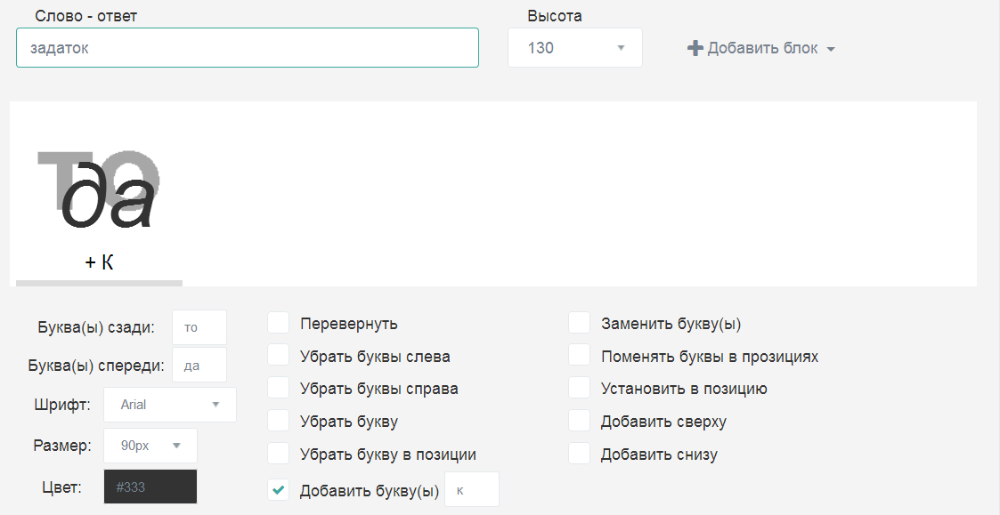 Слово - ответ
Высота
задаток
130
Добавить блок
то
да
+ К
Буква(ы) сзади: то
Буква(ы) спереди: да
Шрифт: Arial
Размер: 90px
Цвет: #333
Перевернуть
Убрать буквы слева
Убрать буквы справа
Убрать букву
Убрать букву в позиции
Добавить букву(ы) к
Заменить букву(ы)
Поменять буквы в прозициях
Установить в позицию
Добавить сверху
Добавить снизу